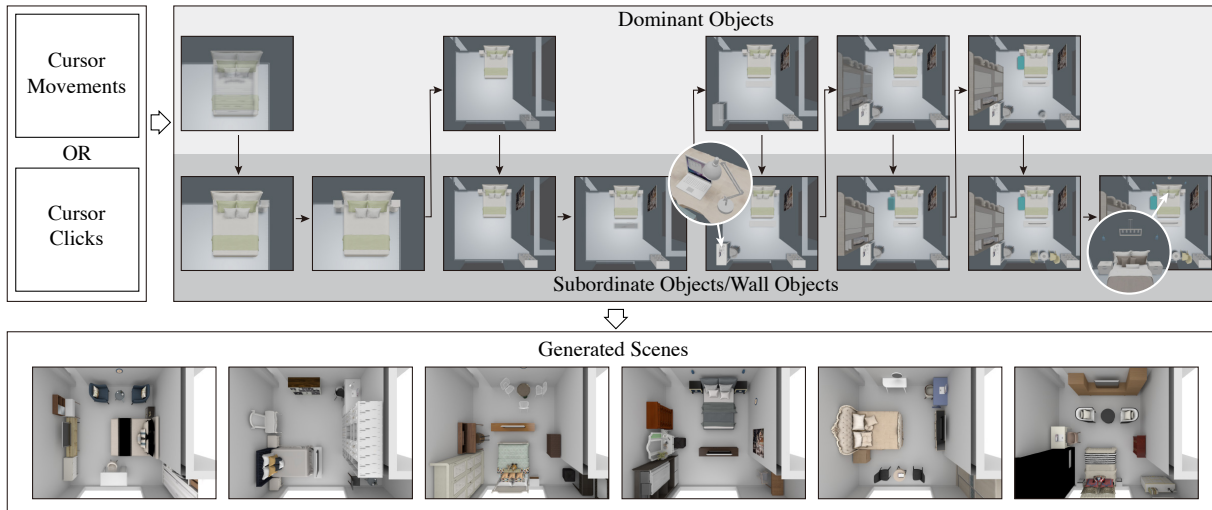 Dominant Objects
Cursor
Movements
OR
Cursor
Clicks
Subordinate Objects/Wall Objects
Generated Scenes